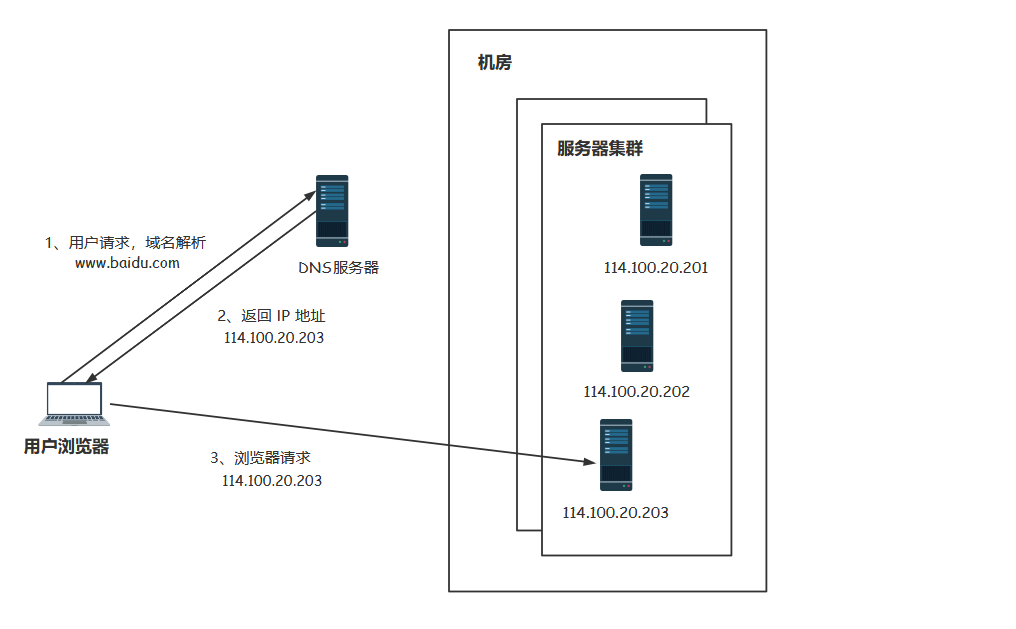 机房
服务器集群
114.100.20.201
1、用户请求，域名解析
www.baidu.com
DNS服务器
2、返回 IP 地址
114.100.20.203
114.100.20.202
用户浏览器
3、浏览器请求
114.100.20.203
114.100.20.203